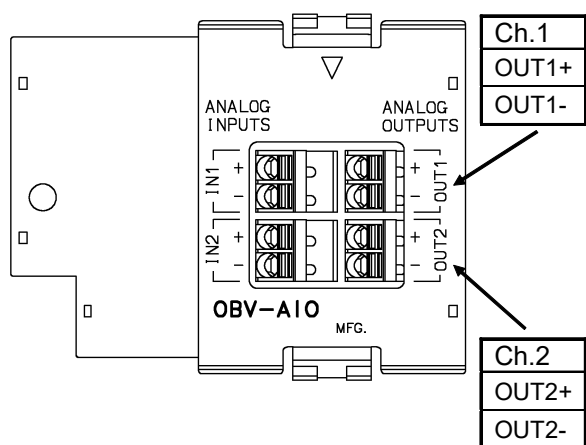 Ch.1
OUT1+
OUT1-
ANALOG
INPUTS
ANALOG
OUTPUTS
IN1
+
-
+
-
OUT1
IN2
+
-
+
-
OUT2
OBV-AIO
MFG.
Ch.2
OUT2+
OUT2-